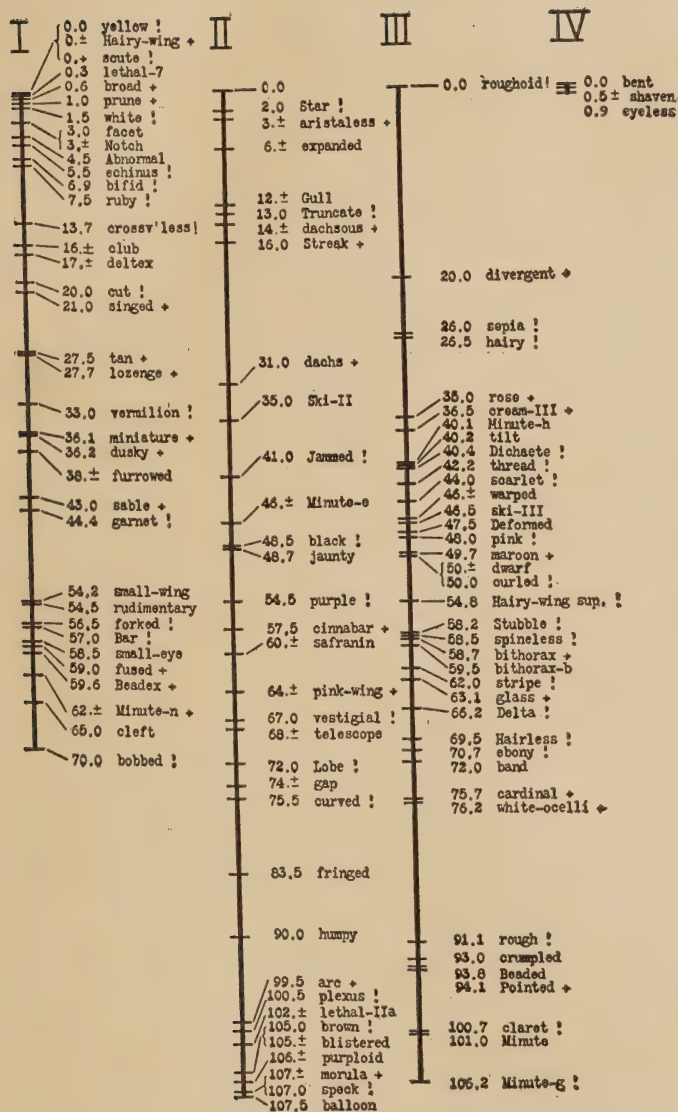 I
0.0 yellow !
0.± Hairy-wing +
0.+ scute !
0.3 lethal-7
0.6 broad +
1.0 prune +
1.5 white !
3.0 facet
3.± Notch
4.5 Abnormal
5.5 echinus !
6.9 bifid !
7.5 ruby !
13.7 crossv'less!
16.± club
17.± deltex
20.0 cut !
21.0 singed +
27.5 tan +
27.7 lozenge +
33.0 vermilion !
36.1 miniature +
36.2 dusky +
38.± furrowed
43.0 sable +
44.4 garnet !
54.2 small-wing
54.5 rudimentary
56.5 forked !
57.0 Bar !
58.5 small-eye
59.0 fused +
59.6 Beadex +
62.± Minute-n +
65.0 cleft
70.0 bobbed !
II
0.0
2.0 Star !
3.± aristaless +
6.± expanded
12.± Gull
13.0 Truncate !
14.± dachsous +
16.0 Streak +
31.0 dachs +
35.0 Ski-II
41.0 Jammed !
46.± Minute-e
48.5 black !
48.7 jaunty
54.5 purple !
57.5 cinnabar +
60.± safranin
64.± pink-wing +
67.0 vestigial !
68.± telescope
72.0 Lobe !
74.± gap
75.5 curved !
83.5 fringed
90.0 humpy
99.5 arc +
100.5 plexus !
102.± lethal-IIa
105.0 brown !
105.± blistered
106.± purploid
107.± morula +
107.0 speck !
107.5 balloon
III
0.0 roughoid!
20.0 divergent +
26.0 sepia !
26.5 hairy !
35.0 rose +
36.5 cream-III +
40.1 Minute-h
40.2 tilt
40.4 Dichaete !
42.2 thread !
44.0 scarlet !
46.± warped
46.5 ski-III
47.5 Deformed
48.0 pink !
49.7 maroon +
50.± dwarf
50.0 curled !
54.8 Hairy-wing sup. !
58.2 Stubble !
58.5 spineless !
58.7 bithorax +
59.5 bithorax-b
62.0 stripe !
63.1 glass +
66.2 Delta !
69.5 Hairless !
70.7 ebony !
72.0 band
75.7 cardinal +
76.2 white-ocelli +
91.1 rough !
93.0 crumpled
93.8 Beaded
94.1 Pointed +
100.7 claret !
101.0 Minute
106.2 Minute-g !
IV
0.0 bent
0.5± shaven
0.9 eyeless